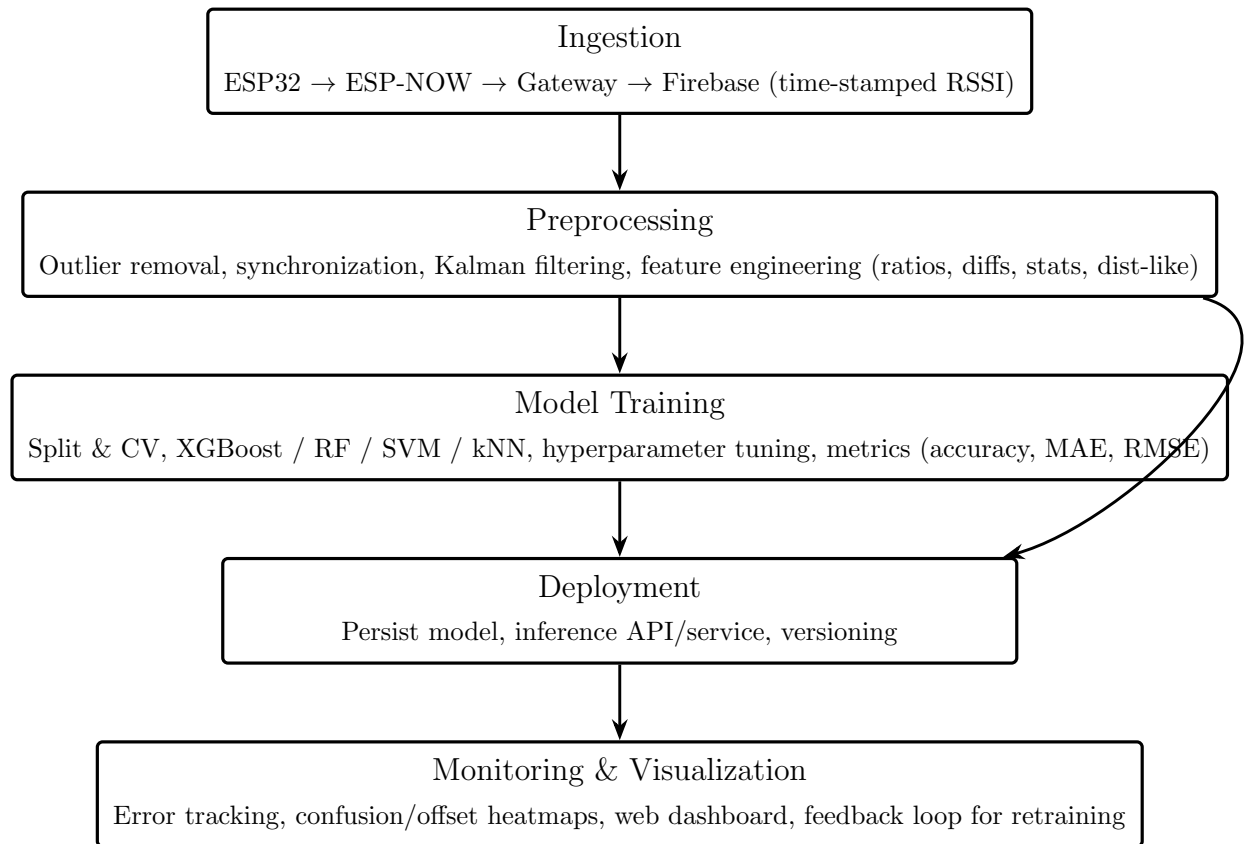 Ingestion
ESP32 → ESP-NOW → Gateway → Firebase (time-stamped RSSI)
Preprocessing
Outlier removal, synchronization, Kalman filtering, feature engineering (ratios, diffs, stats, dist-like)
Model Training
Split & CV, XGBoost / RF / SVM / kNN, hyperparameter tuning, metrics (accuracy, MAE, RMSE)
Deployment
Persist model, inference API/service, versioning
Monitoring & Visualization
Error tracking, confusion/offset heatmaps, web dashboard, feedback loop for retraining